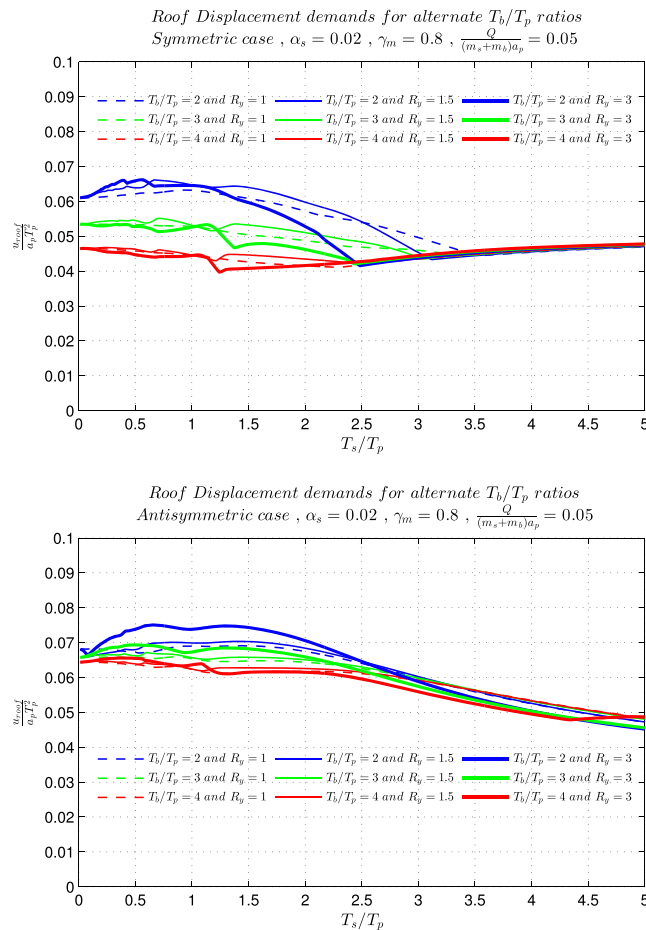 Roof Displacement demands for alternate T_b/T_p ratios
Symmetric case , α_s = 0.02 , γ_m = 0.8 , Q/((m_s+m_b)a_p) = 0.05
0.1
T_b/T_p = 2 and R_y = 1 T_b/T_p = 2 and R_y = 1.5 T_b/T_p = 2 and R_y = 3
0.09
T_b/T_p = 3 and R_y = 1 T_b/T_p = 3 and R_y = 1.5 T_b/T_p = 3 and R_y = 3
0.08
T_b/T_p = 4 and R_y = 1 T_b/T_p = 4 and R_y = 1.5 T_b/T_p = 4 and R_y = 3
0.07
0.06
0.05
u_roof/(a_p T_p^2)
0.04
0.03
0.02
0.01
0
0 0.5 1 1.5 2 2.5 3 3.5 4 4.5 5
T_s/T_p
Roof Displacement demands for alternate T_b/T_p ratios
Antisymmetric case , α_s = 0.02 , γ_m = 0.8 , Q/((m_s+m_b)a_p) = 0.05
0.1
0.09
0.08
0.07
0.06
0.05
u_roof/(a_p T_p^2)
0.04
T_b/T_p = 2 and R_y = 1 T_b/T_p = 2 and R_y = 1.5 T_b/T_p = 2 and R_y = 3
T_b/T_p = 3 and R_y = 1 T_b/T_p = 3 and R_y = 1.5 T_b/T_p = 3 and R_y = 3
0.03
T_b/T_p = 4 and R_y = 1 T_b/T_p = 4 and R_y = 1.5 T_b/T_p = 4 and R_y = 3
0.02
0.01
0
0 0.5 1 1.5 2 2.5 3 3.5 4 4.5 5
T_s/T_p